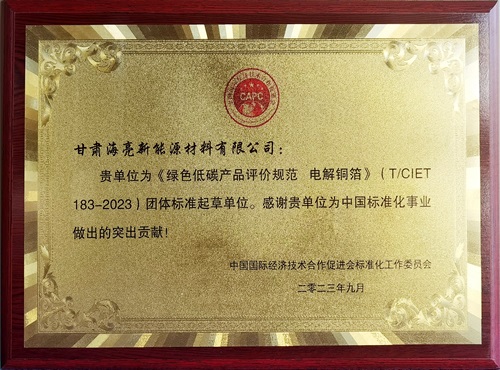 CAPC
甘肃海亮新能源材料有限公司：
贵单位为《绿色低碳产品评价规范 电解铜箔》（T/CIET
183-2023）团体标准起草单位。感谢贵单位为中国标准化事业
做出的突出贡献！
中国国际经济技术合作促进会标准化工作委员会
二零二三年九月